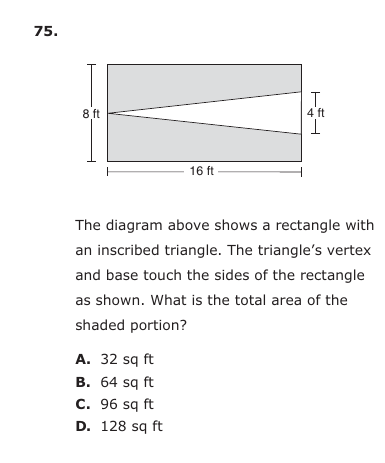 75.
8 ft
4 ft
16 ft
The diagram above shows a rectangle with
an inscribed triangle. The triangle’s vertex
and base touch the sides of the rectangle
as shown. What is the total area of the
shaded portion?
A. 32 sq ft
B. 64 sq ft
C. 96 sq ft
D. 128 sq ft